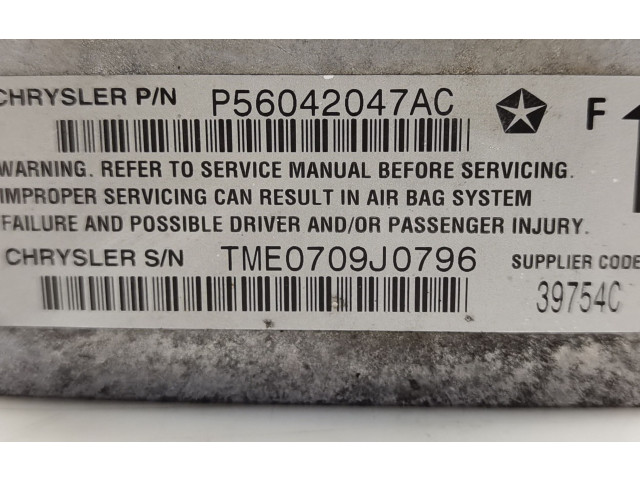 CHRYSLER P/N P56042047AC F
WARNING. REFER TO SERVICE MANUAL BEFORE SERVICING.
IMPROPER SERVICING CAN RESULT IN AIR BAG SYSTEM
FAILURE AND POSSIBLE DRIVER AND/OR PASSENGER INJURY.
CHRYSLER S/N TME0709J0796 SUPPLIER CODE
39754C